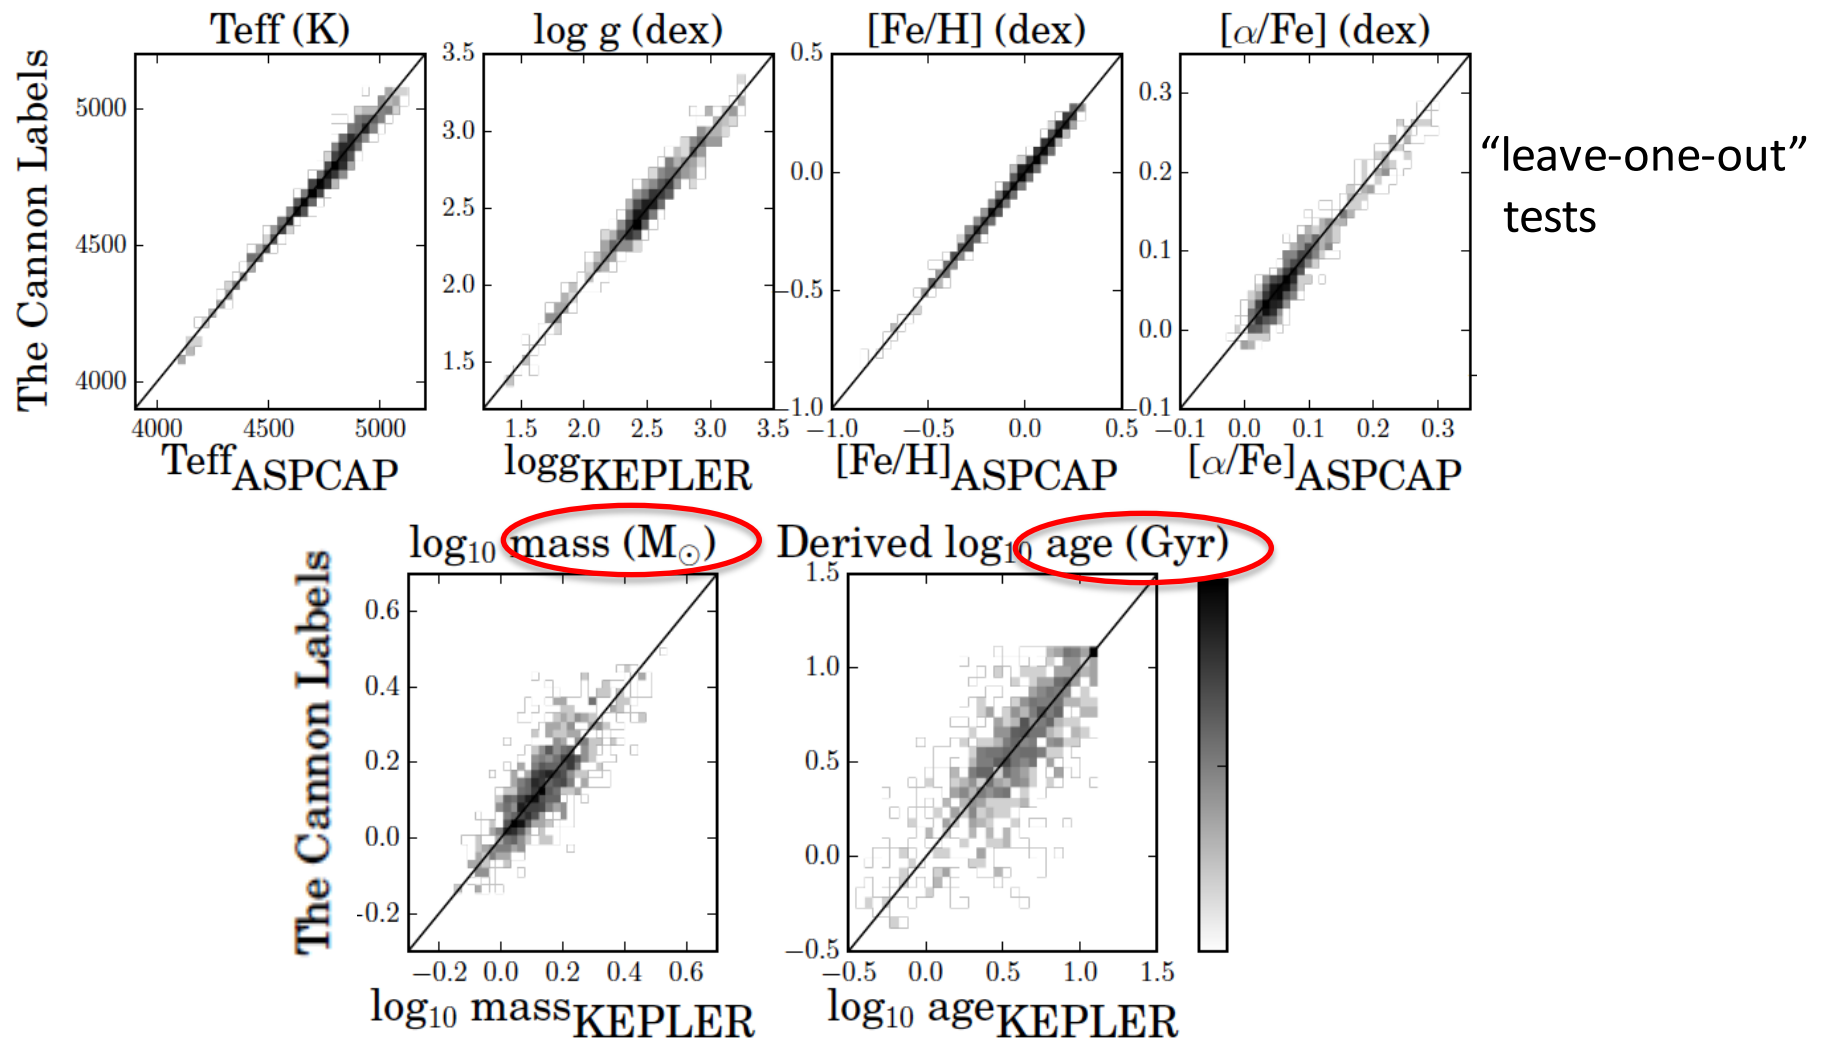 Teff (K) log g (dex) [Fe/H] (dex) [α/Fe] (dex)
The Cannon Labels
5000
4500
4000
4000 4500 5000
Teff_ASPCAP
3.5
3.0
2.5
2.0
1.5
1.5 2.0 2.5 3.0 3.5
logg_KEPLER
0.5
0.0
−0.5
−1.0
−1.0 −0.5 0.0 0.5
[Fe/H]_ASPCAP
0.3
0.2
0.1
0.0
−0.1
−0.1 0.0 0.1 0.2 0.3
[α/Fe]_ASPCAP
“leave-one-out”
tests
log₁₀ mass (M☉) Derived log₁₀ age (Gyr)
The Cannon Labels
0.6
0.4
0.2
0.0
-0.2
−0.2 0.0 0.2 0.4 0.6
log₁₀ mass_KEPLER
1.5
1.0
0.5
0.0
−0.5
−0.5 0.0 0.5 1.0 1.5
log₁₀ age_KEPLER